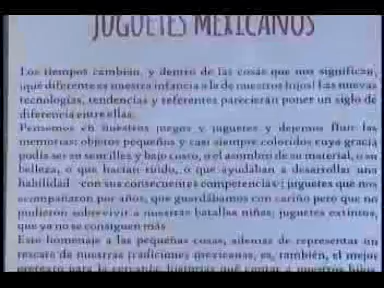 JUGUETES MEXICANOS
Los tiempos cambian, y dentro de las cosas que nos significan,
¡qué diferente es nuestra infancia a la de nuestros hijos! Las nuevas
tecnologías, tendencias y referentes parecieran poner un siglo de
diferencia entre ellas.
Pensemos en nuestros juegos y juguetes y dejemos fluir las
memorias: objetos pequeños y casi siempre coloridos cuya gracia
podía ser su sencillez y bajo costo, o el asombro de su material, o su
belleza, o que hacían ruido, o que ayudaban a desarrollar una
habilidad -con sus consecuentes competencias-; juguetes que nos
acompañaron por años, que guardábamos con cariño pero que no
pudieron sobrevivir a nuestras batallas niñas; juguetes extintos,
que ya no se consiguen más.
Este homenaje a las pequeñas cosas, además de representar un
rescate de nuestras tradiciones mexicanas, es, también, el mejor
pretexto para la historias que contar a nuestros hijos